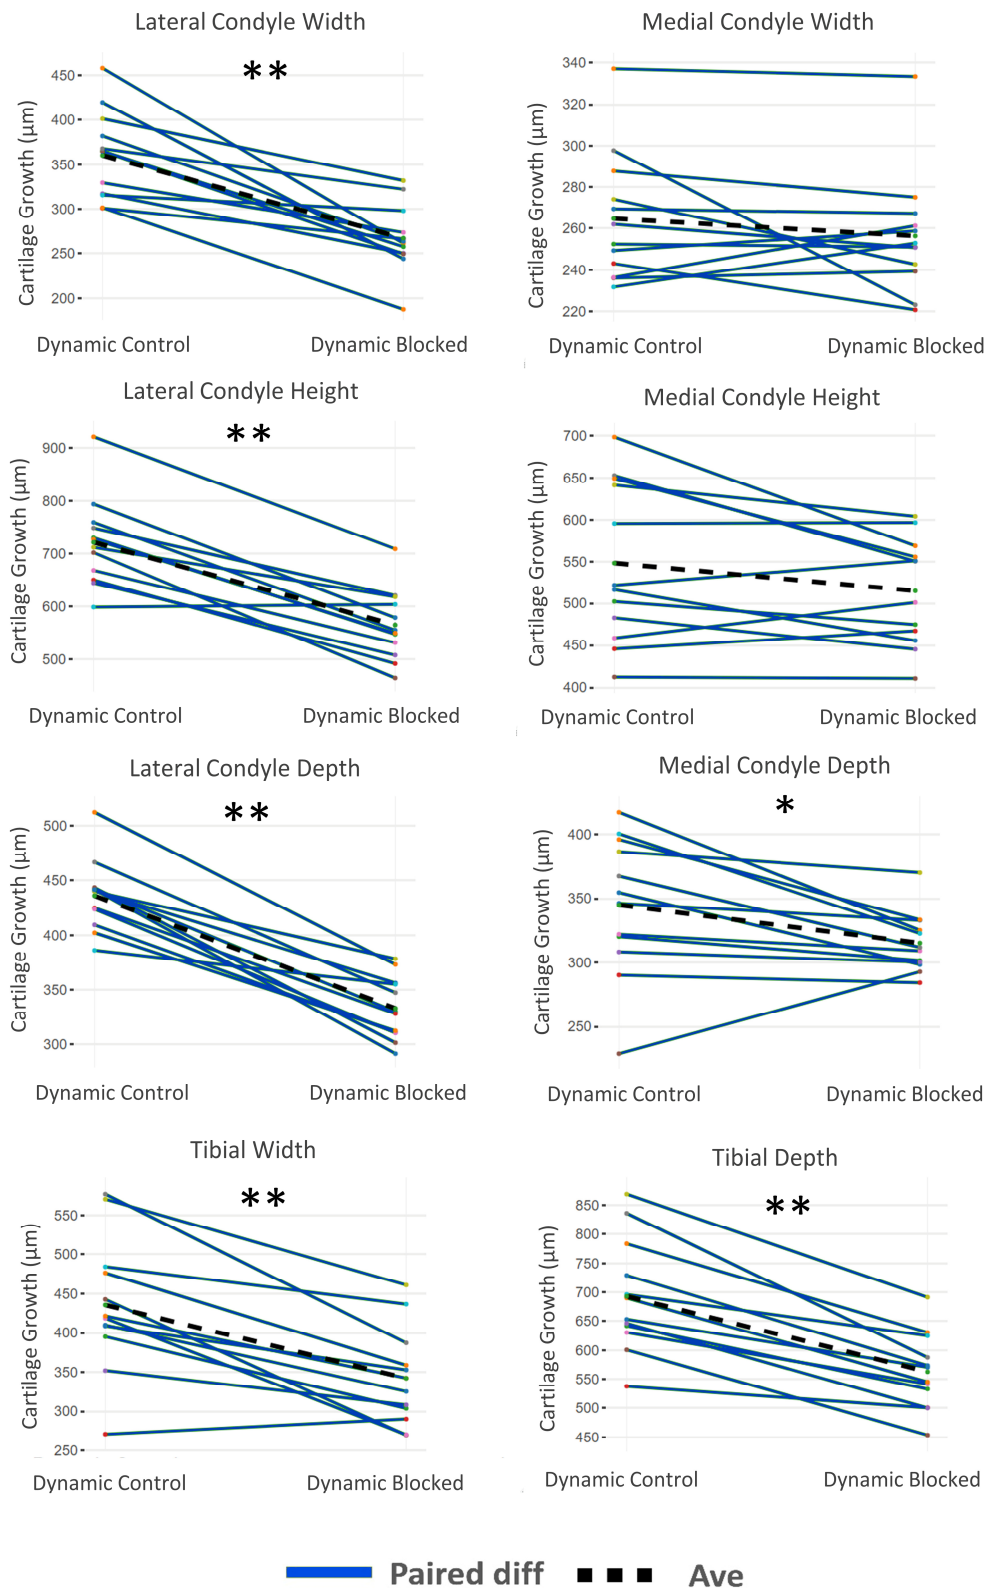 Lateral Condyle Width
**
Cartilage Growth (µm)
450
400
350
300
250
200
Dynamic Control
Dynamic Blocked
Medial Condyle Width
Cartilage Growth (µm)
340
320
300
280
260
240
220
Dynamic Control
Dynamic Blocked
Lateral Condyle Height
**
Cartilage Growth (µm)
900
800
700
600
500
Dynamic Control
Dynamic Blocked
Medial Condyle Height
Cartilage Growth (µm)
700
650
600
550
500
450
400
Dynamic Control
Dynamic Blocked
Lateral Condyle Depth
**
Cartilage Growth (µm)
500
450
400
350
300
Dynamic Control
Dynamic Blocked
Medial Condyle Depth
*
Cartilage Growth (µm)
400
350
300
250
Dynamic Control
Dynamic Blocked
Tibial Width
**
Cartilage Growth (µm)
550
500
450
400
350
300
250
Dynamic Control
Dynamic Blocked
Tibial Depth
**
Cartilage Growth (µm)
850
800
750
700
650
600
550
500
450
Dynamic Control
Dynamic Blocked
Paired diff
Ave